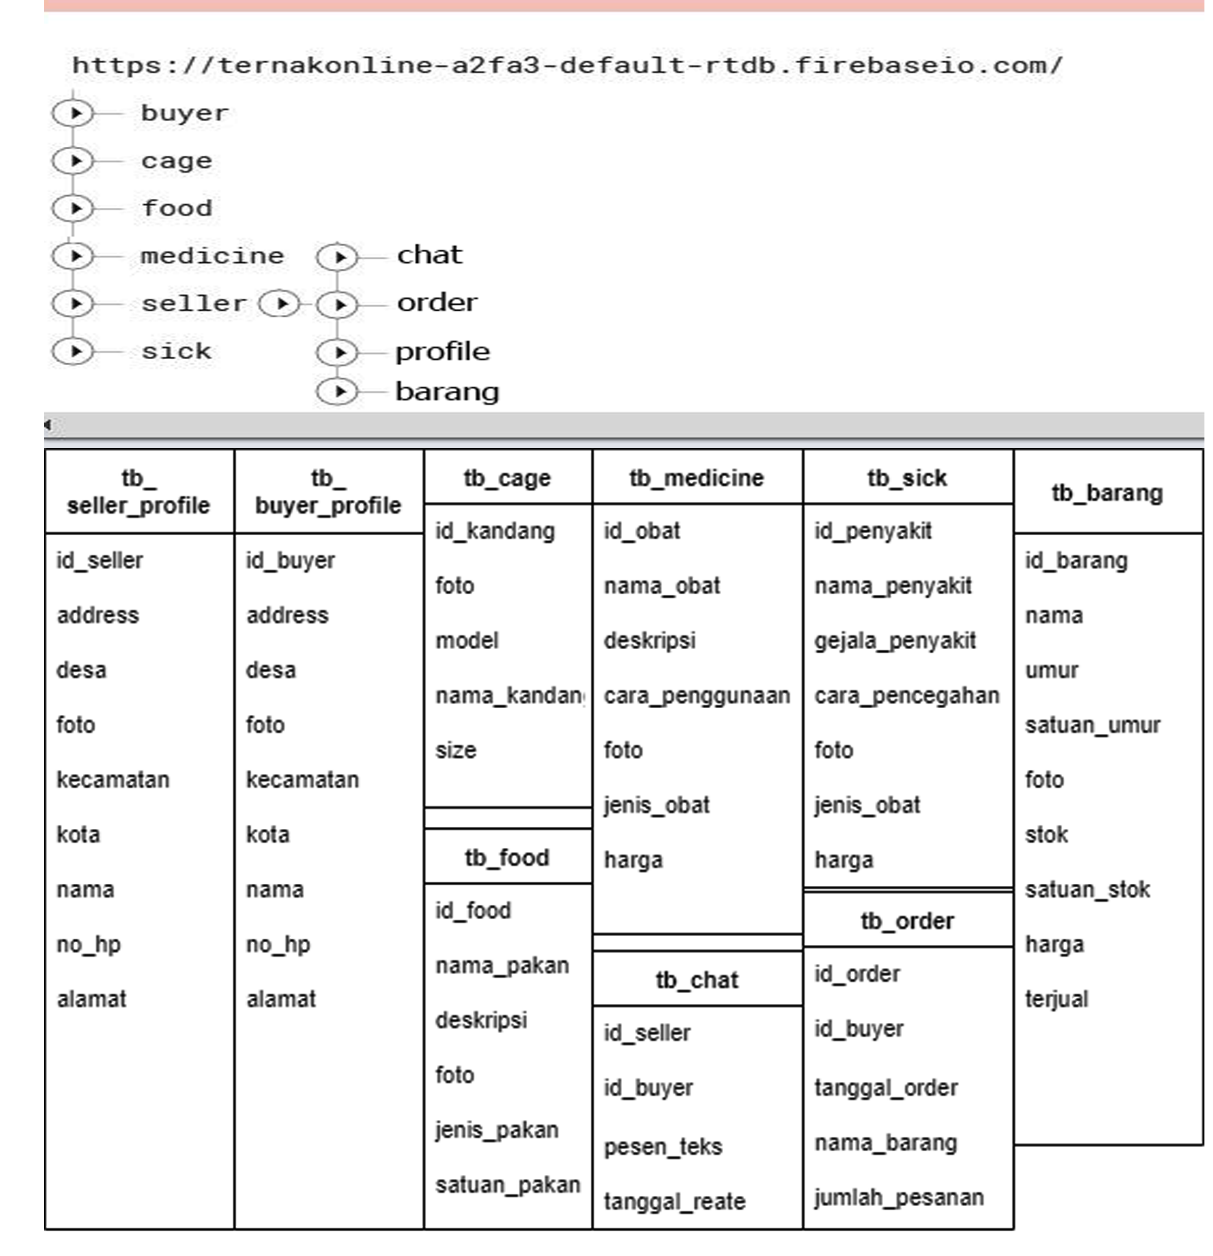 https://ternakonline-a2fa3-default-rtdb.firebaseio.com/
buyer
cage
food
medicine
seller
sick
chat
order
profile
barang
tb_
seller_profile
id_seller
address
desa
foto
kecamatan
kota
nama
no_hp
alamat
tb_
buyer_profile
id_buyer
address
desa
foto
kecamatan
kota
nama
no_hp
alamat
tb_cage
id_kandang
foto
model
nama_kandan
size
tb_food
id_food
nama_pakan
deskripsi
foto
jenis_pakan
satuan_pakan
tb_medicine
id_obat
nama_obat
deskripsi
cara_penggunaan
foto
jenis_obat
harga
tb_chat
id_seller
id_buyer
pesen_teks
tanggal_reate
tb_sick
id_penyakit
nama_penyakit
gejala_penyakit
cara_pencegahan
foto
jenis_obat
harga
tb_order
id_order
id_buyer
tanggal_order
nama_barang
jumlah_pesanan
tb_barang
id_barang
nama
umur
satuan_umur
foto
stok
satuan_stok
harga
terjual